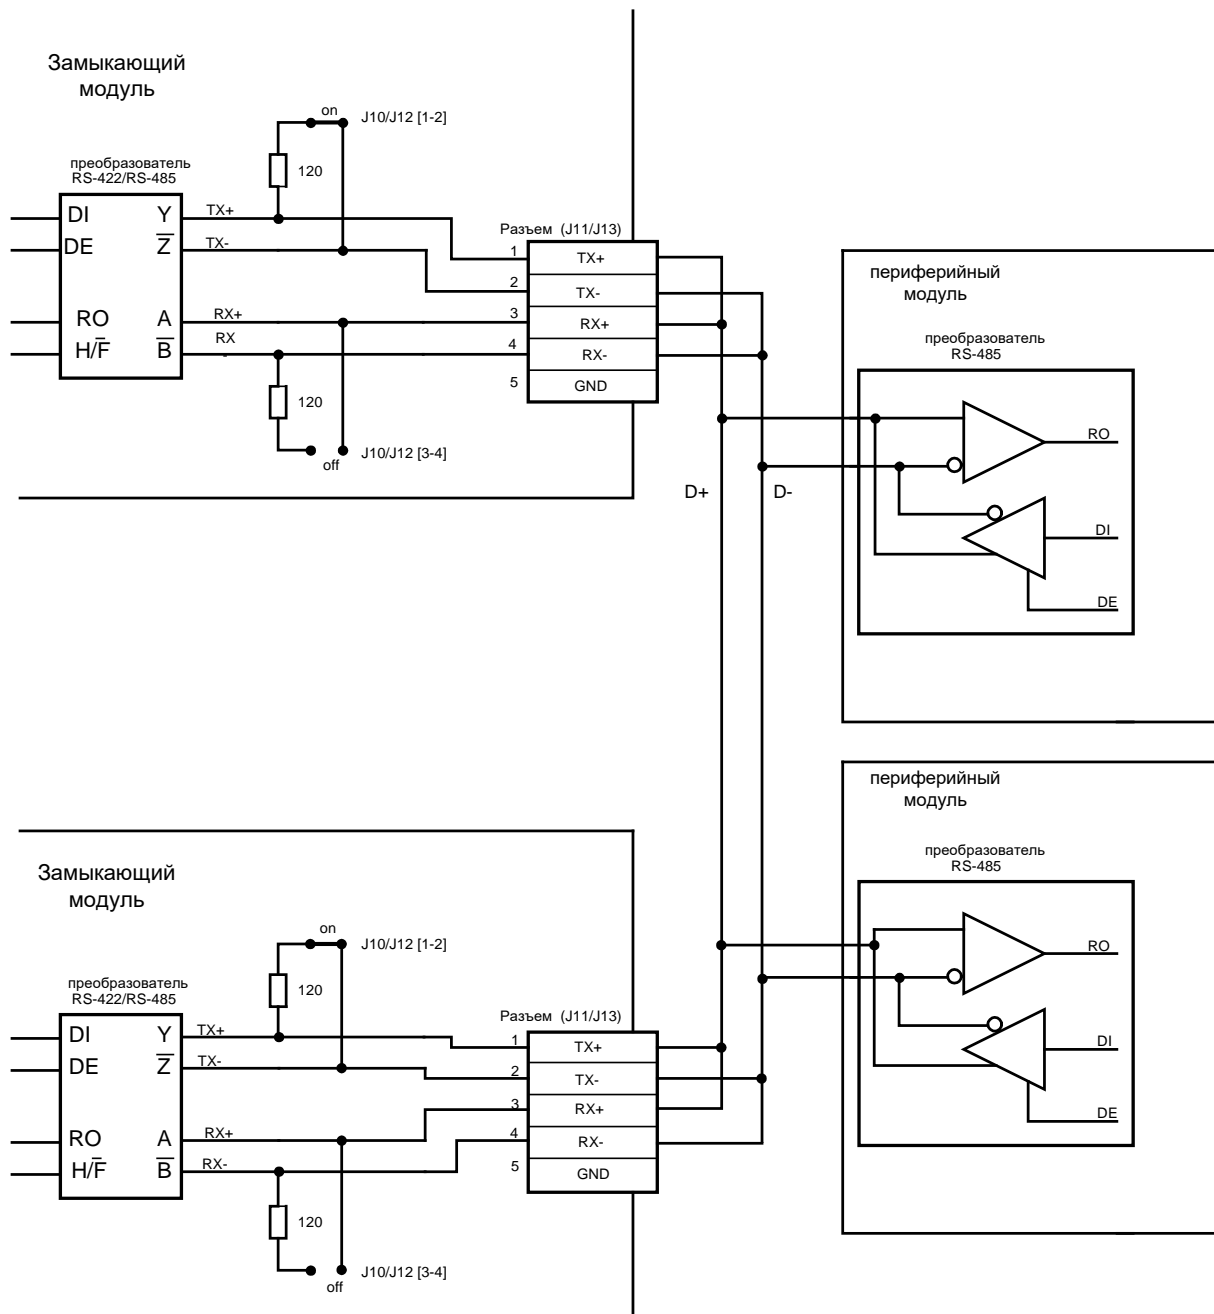 Замыкающий
модуль
on
J10/J12 [1-2]
преобразователь
RS-422/RS-485
120
DI
Y
TX+
DE
Z
TX-
RO
A
RX+
H/F
B
RX
-
120
J10/J12 [3-4]
off
Разъем (J11/J13)
1
TX+
2
TX-
3
RX+
4
RX-
5
GND
D+
D-
периферийный
модуль
преобразователь
RS-485
RO
DI
DE
периферийный
модуль
преобразователь
RS-485
RO
DI
DE
Замыкающий
модуль
on
J10/J12 [1-2]
преобразователь
RS-422/RS-485
120
DI
Y
TX+
DE
Z
TX-
RO
A
RX+
H/F
B
RX-
120
J10/J12 [3-4]
off
Разъем (J11/J13)
1
TX+
2
TX-
3
RX+
4
RX-
5
GND